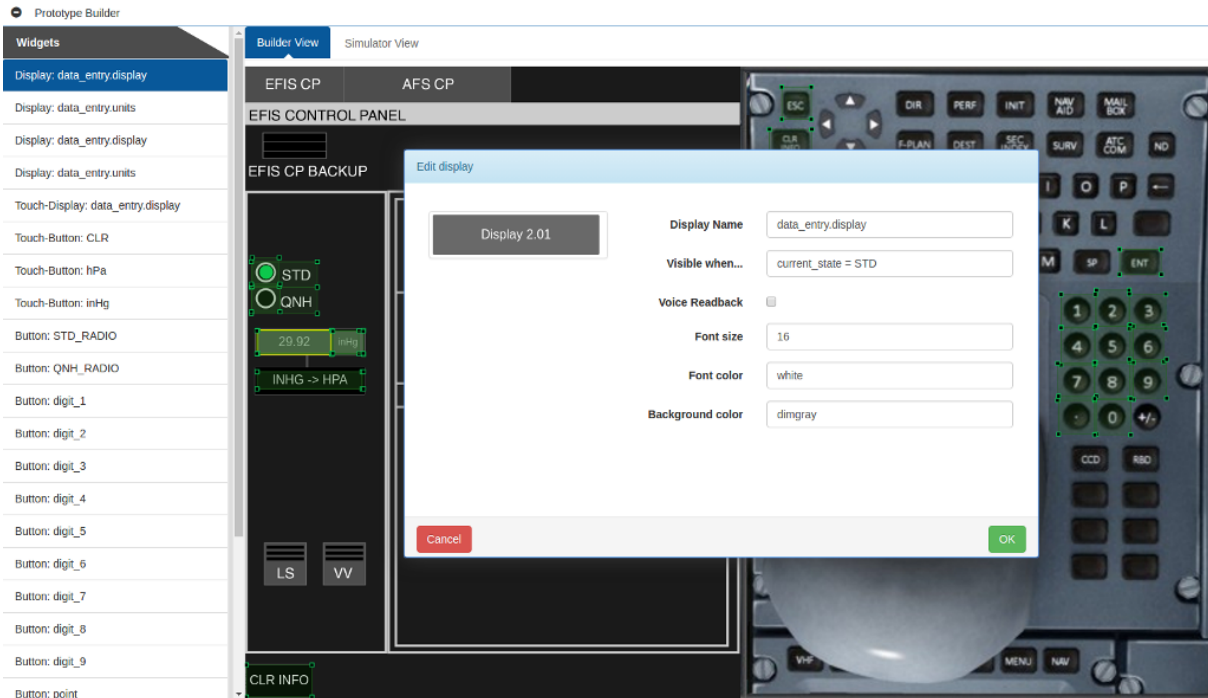 Prototype Builder
Widgets
Display: data_entry.display
Display: data_entry.units
Display: data_entry.display
Display: data_entry.units
Touch-Display: data_entry.display
Touch-Button: CLR
Touch-Button: hPa
Touch-Button: inHg
Button: STD_RADIO
Button: QNH_RADIO
Button: digit_1
Button: digit_2
Button: digit_3
Button: digit_4
Button: digit_5
Button: digit_6
Button: digit_7
Button: digit_8
Button: digit_9
Button: point
Builder View Simulator View
EFIS CP AFS CP
EFIS CONTROL PANEL
EFIS CP BACKUP
STD
QNH
29.92 inHg
INHG -> HPA
LS VV
CLR INFO
Edit display
Display 2.01
Display Name data_entry.display
Visible when... current_state = STD
Voice Readback
Font size 16
Font color white
Background color dimgray
Cancel OK
ESC DIR PERF INIT NAV AID MAIL BOX
CLR INFO F-PLAN DEST SEC INDEX SURV ATC COM ND
I O P ←
K L
M SP ENT
1 2 3
4 5 6
7 8 9
. 0 +/-
CCD KBD
VHF MENU NAV